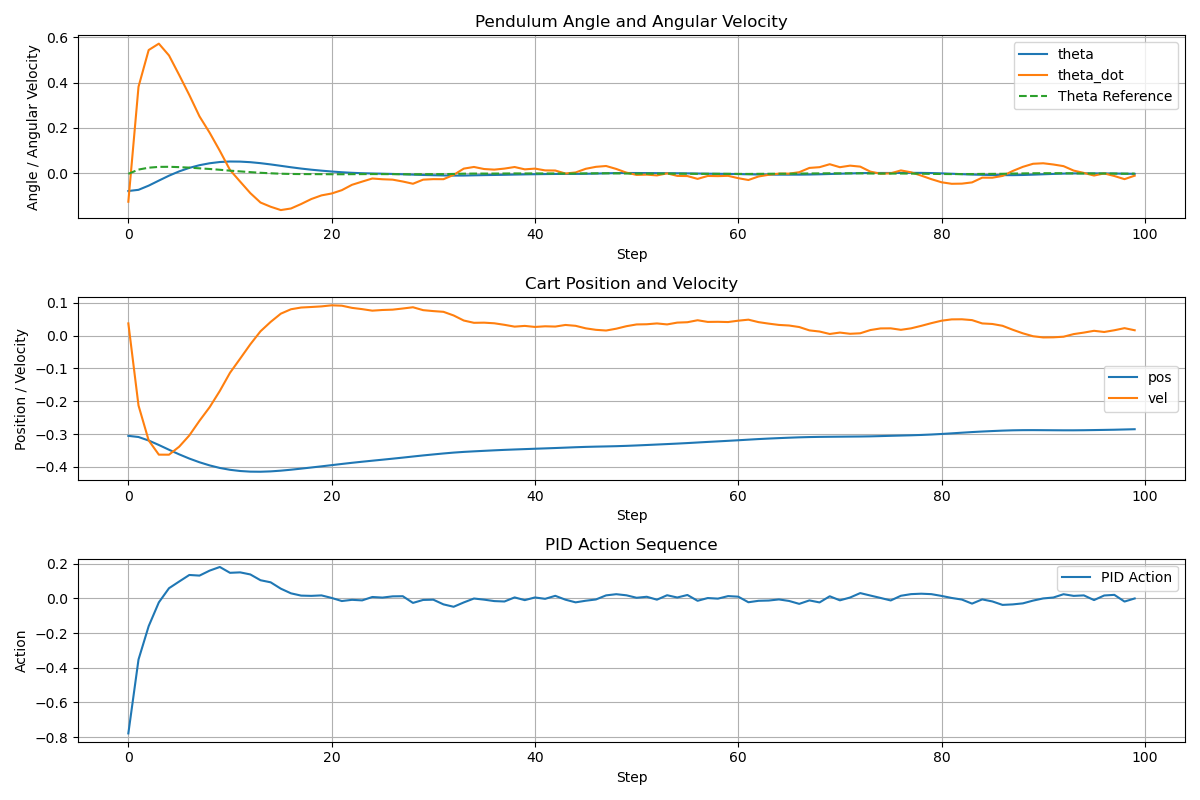 Pendulum Angle and Angular Velocity
Angle / Angular Velocity
0.6
0.4
0.2
0.0
theta
theta_dot
Theta Reference
0 20 40 60 80 100
Step
Cart Position and Velocity
Position / Velocity
0.1
0.0
−0.1
−0.2
−0.3
−0.4
pos
vel
0 20 40 60 80 100
Step
PID Action Sequence
Action
0.2
0.0
−0.2
−0.4
−0.6
−0.8
PID Action
0 20 40 60 80 100
Step